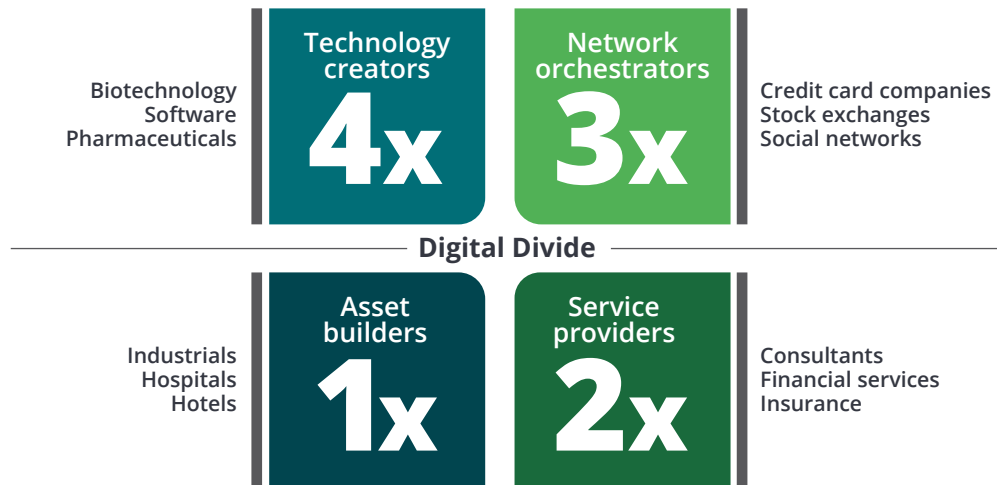 Biotechnology
Software
Pharmaceuticals
Technology
creators
4x
Network
orchestrators
3x
Credit card companies
Stock exchanges
Social networks
Digital Divide
Industrials
Hospitals
Hotels
Asset
builders
1x
Service
providers
2x
Consultants
Financial services
Insurance